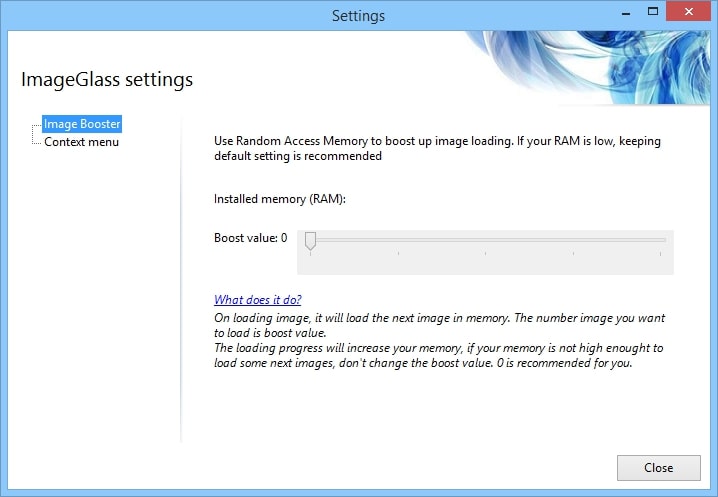 Settings
ImageGlass settings
Image Booster
Context menu
Use Random Access Memory to boost up image loading. If your RAM is low, keeping
default setting is recommended
Installed memory (RAM):
Boost value: 0
What does it do?
On loading image, it will load the next image in memory. The number image you want
to load is boost value.
The loading progress will increase your memory, if your memory is not high enought to
load some next images, don't change the boost value. 0 is recommended for you.
Close